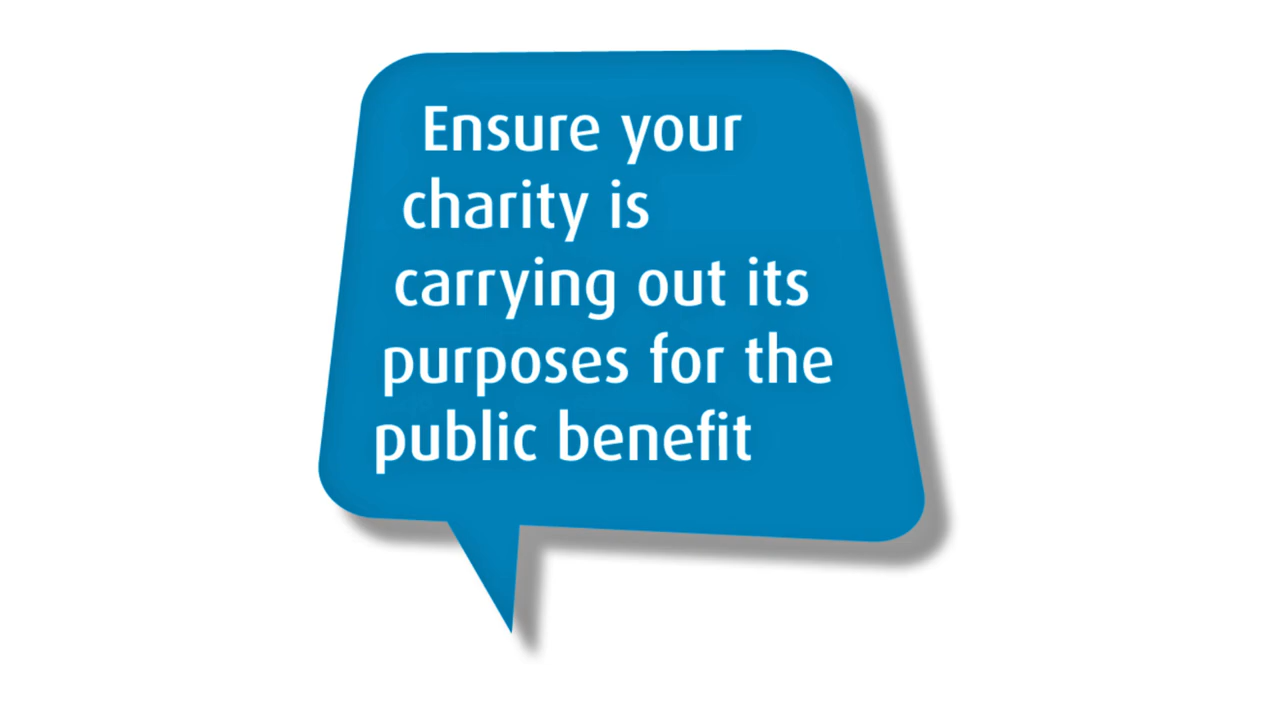 Ensure your
charity is
carrying out its
purposes for the
public benefit